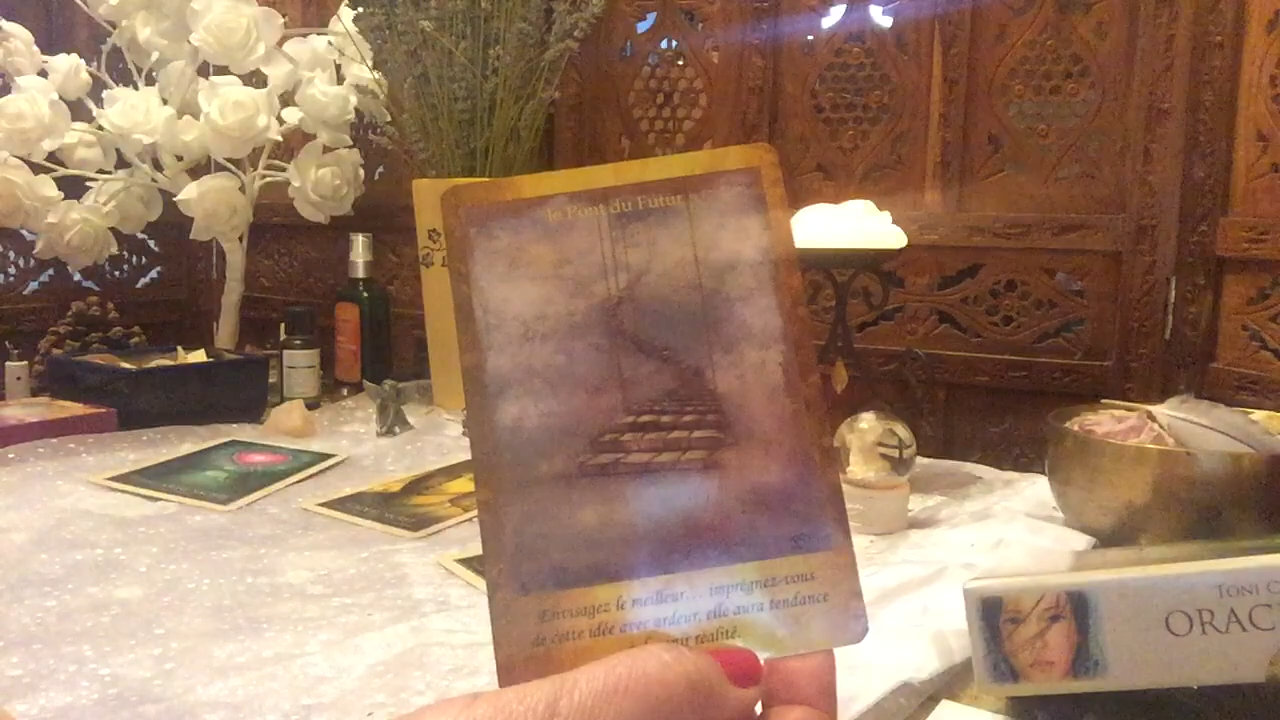 le Pont du Futur
Envisagez le meilleur... imprégnez-vous
de cette idée avec ardeur, elle aura tendance
réalité.
TONI C
ORAC